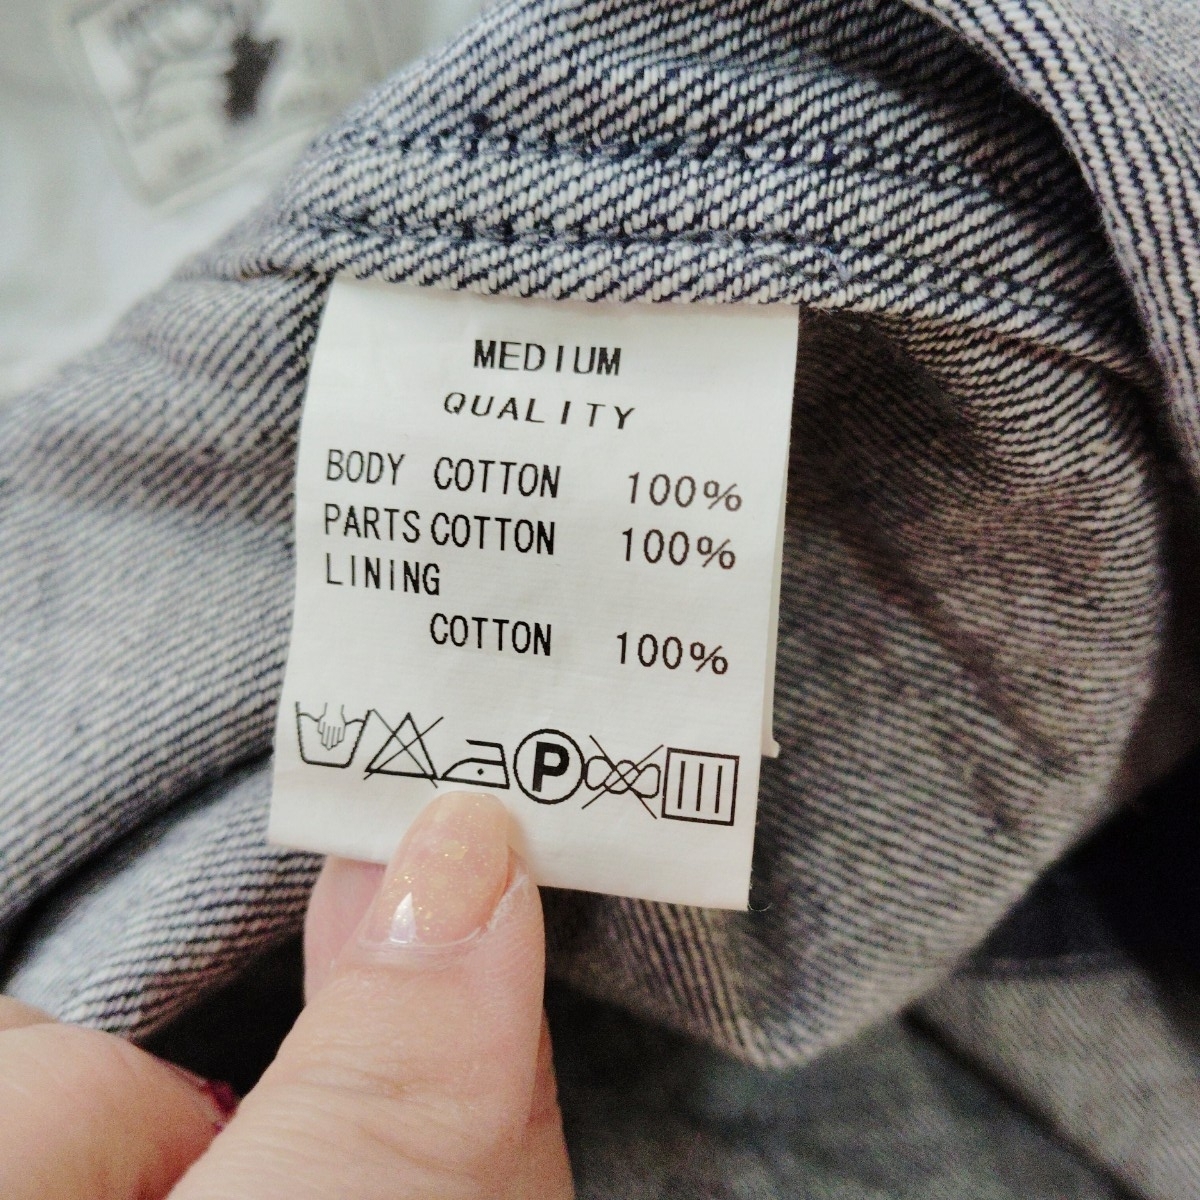 MEDIUM
QUALITY
BODY COTTON 100%
PARTS COTTON 100%
LINING
COTTON 100%
P